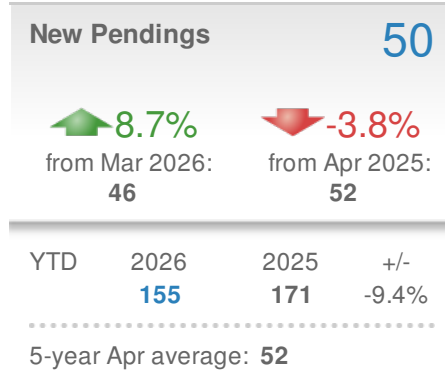 New Pendings 50
8.7% -3.8%
from Mar 2026: from Apr 2025:
46 52
YTD 2026 2025 +/-
155 171 -9.4%
5-year Apr average: 52